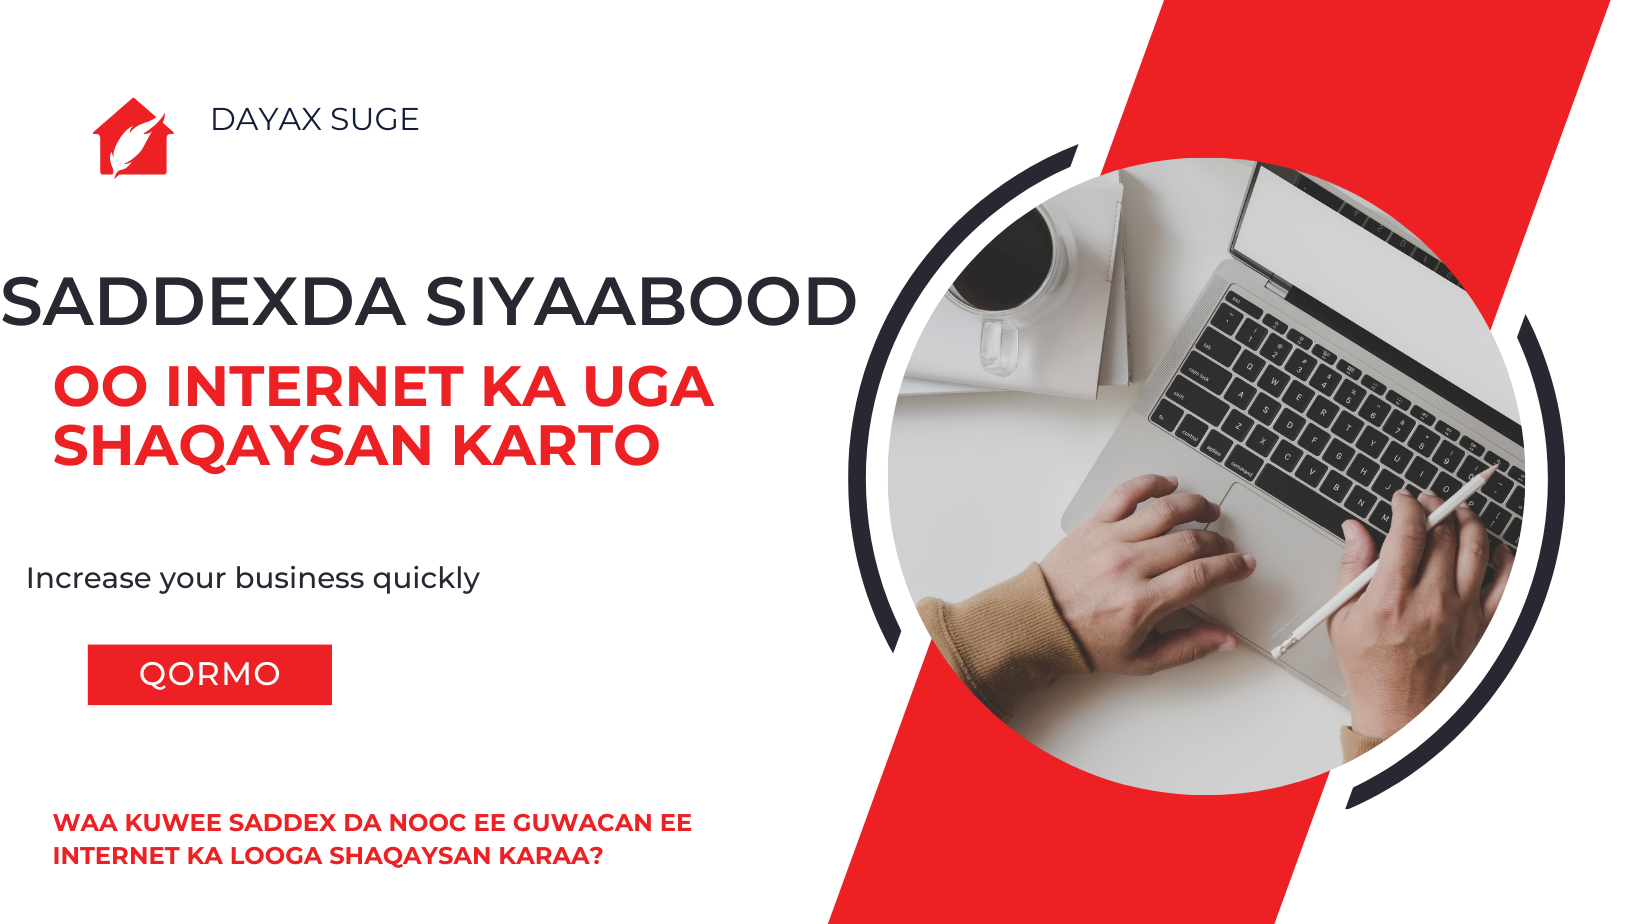 DAYAX SUGE
SADDEXDA SIYAABOOD
OO INTERNET KA UGA
SHAQAYSAN KARTO
Increase your business quickly
QORMO
WAA KUWEE SADDEX DA NOOC EE GUWACAN EE
INTERNET KA LOOGA SHAQAYSAN KARAA?